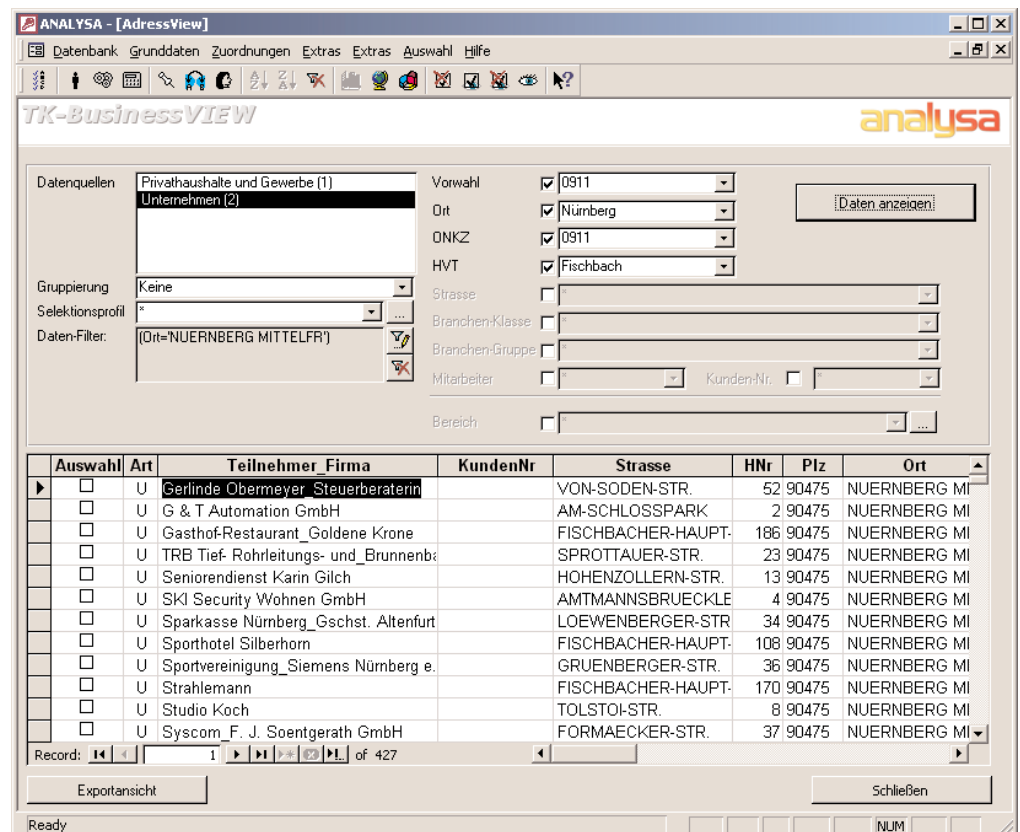 ANALYSA - [AdressView]
Datenbank Grunddaten Zuordnungen Extras Extras Auswahl Hilfe
TK-BusinessVIEW
analysa
Datenquellen
Privathaushalte und Gewerbe (1)
Unternehmen (2)
Gruppierung Keine
Selektionsprofil * ...
Daten-Filter: (Ort='NUERNBERG MITTELFR')
Vorwahl 0911
Ort Nürnberg
ONKZ 0911
HVT Fischbach
Strasse *
Branchen-Klasse *
Branchen-Gruppe *
Mitarbeiter * Kunden-Nr. *
Bereich * ...
Daten anzeigen
Auswahl Art Teilnehmer_Firma KundenNr Strasse HNr Plz Ort
U Gerlinde Obermeyer_Steuerberaterin VON-SODEN-STR. 52 90475 NUERNBERG MI
U G & T Automation GmbH AM-SCHLOSSPARK 2 90475 NUERNBERG MI
U Gasthof-Restaurant_Goldene Krone FISCHBACHER-HAUPT- 186 90475 NUERNBERG MI
U TRB Tief- Rohrleitungs- und_Brunnenba SPROTTAUER-STR. 23 90475 NUERNBERG MI
U Seniorendienst Karin Gilch HOHENZOLLERN-STR. 13 90475 NUERNBERG MI
U SKI Security Wohnen GmbH AMTMANNSBRUECKLE 4 90475 NUERNBERG MI
U Sparkasse Nürnberg_Gschst. Altenfurt LOEWENBERGER-STR 34 90475 NUERNBERG MI
U Sporthotel Silberhorn FISCHBACHER-HAUPT- 108 90475 NUERNBERG MI
U Sportvereinigung_Siemens Nürnberg e. GRUENBERGER-STR. 36 90475 NUERNBERG MI
U Strahlemann FISCHBACHER-HAUPT- 170 90475 NUERNBERG MI
U Studio Koch TOLSTOI-STR. 8 90475 NUERNBERG MI
U Syscom_F. J. Soentgerath GmbH FORMAECKER-STR. 37 90475 NUERNBERG MI
Record: 1 of 427
Exportansicht Schließen
Ready NUM